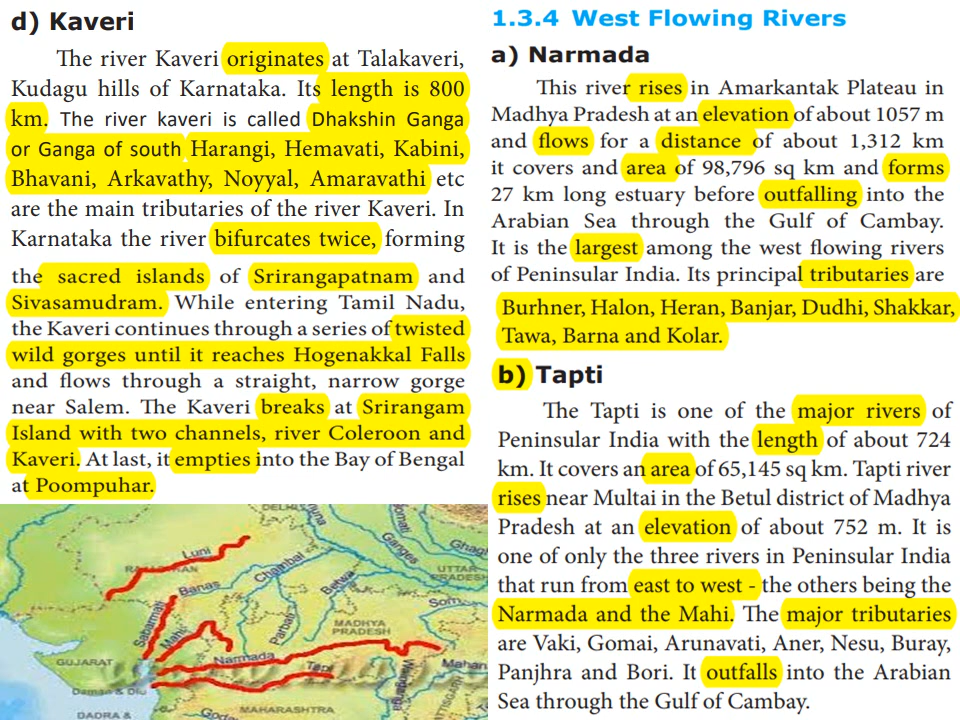 d) Kaveri
The river Kaveri originates at Talakaveri,
Kudagu hills of Karnataka. Its length is 800
km. The river kaveri is called Dhakshin Ganga
or Ganga of south Harangi, Hemavati, Kabini,
Bhavani, Arkavathy, Noyyal, Amaravathi etc
are the main tributaries of the river Kaveri. In
Karnataka the river bifurcates twice, forming
the sacred islands of Srirangapatnam and
Sivasamudram. While entering Tamil Nadu,
the Kaveri continues through a series of twisted
wild gorges until it reaches Hogenakkal Falls
and flows through a straight, narrow gorge
near Salem. The Kaveri breaks at Srirangam
Island with two channels, river Coleroon and
Kaveri. At last, it empties into the Bay of Bengal
at Poompuhar.
DELHI
Luni
Chambal
Ganges
Gomati
Banas
Betwa
UTTAR
PRADESH
Sabarmati
Mahi
Parbati
MADHYA
PRADESH
GUJARAT
Narmada
Tapi
Daman & Diu
DADRA &
MAHARASHTRA
1.3.4 West Flowing Rivers
a) Narmada
This river rises in Amarkantak Plateau in
Madhya Pradesh at an elevation of about 1057 m
and flows for a distance of about 1,312 km
it covers and area of 98,796 sq km and forms
27 km long estuary before outfalling into the
Arabian Sea through the Gulf of Cambay.
It is the largest among the west flowing rivers
of Peninsular India. Its principal tributaries are
Burhner, Halon, Heran, Banjar, Dudhi, Shakkar,
Tawa, Barna and Kolar.
b) Tapti
The Tapti is one of the major rivers of
Peninsular India with the length of about 724
km. It covers an area of 65,145 sq km. Tapti river
rises near Multai in the Betul district of Madhya
Pradesh at an elevation of about 752 m. It is
one of only the three rivers in Peninsular India
that run from east to west - the others being the
Narmada and the Mahi. The major tributaries
are Vaki, Gomai, Arunavati, Aner, Nesu, Buray,
Panjhra and Bori. It outfalls into the Arabian
Sea through the Gulf of Cambay.